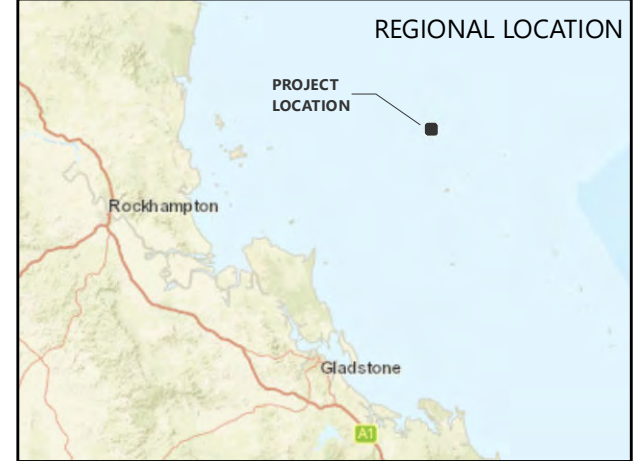 REGIONAL LOCATION
PROJECT
LOCATION
Rockhampton
Gladstone
A1